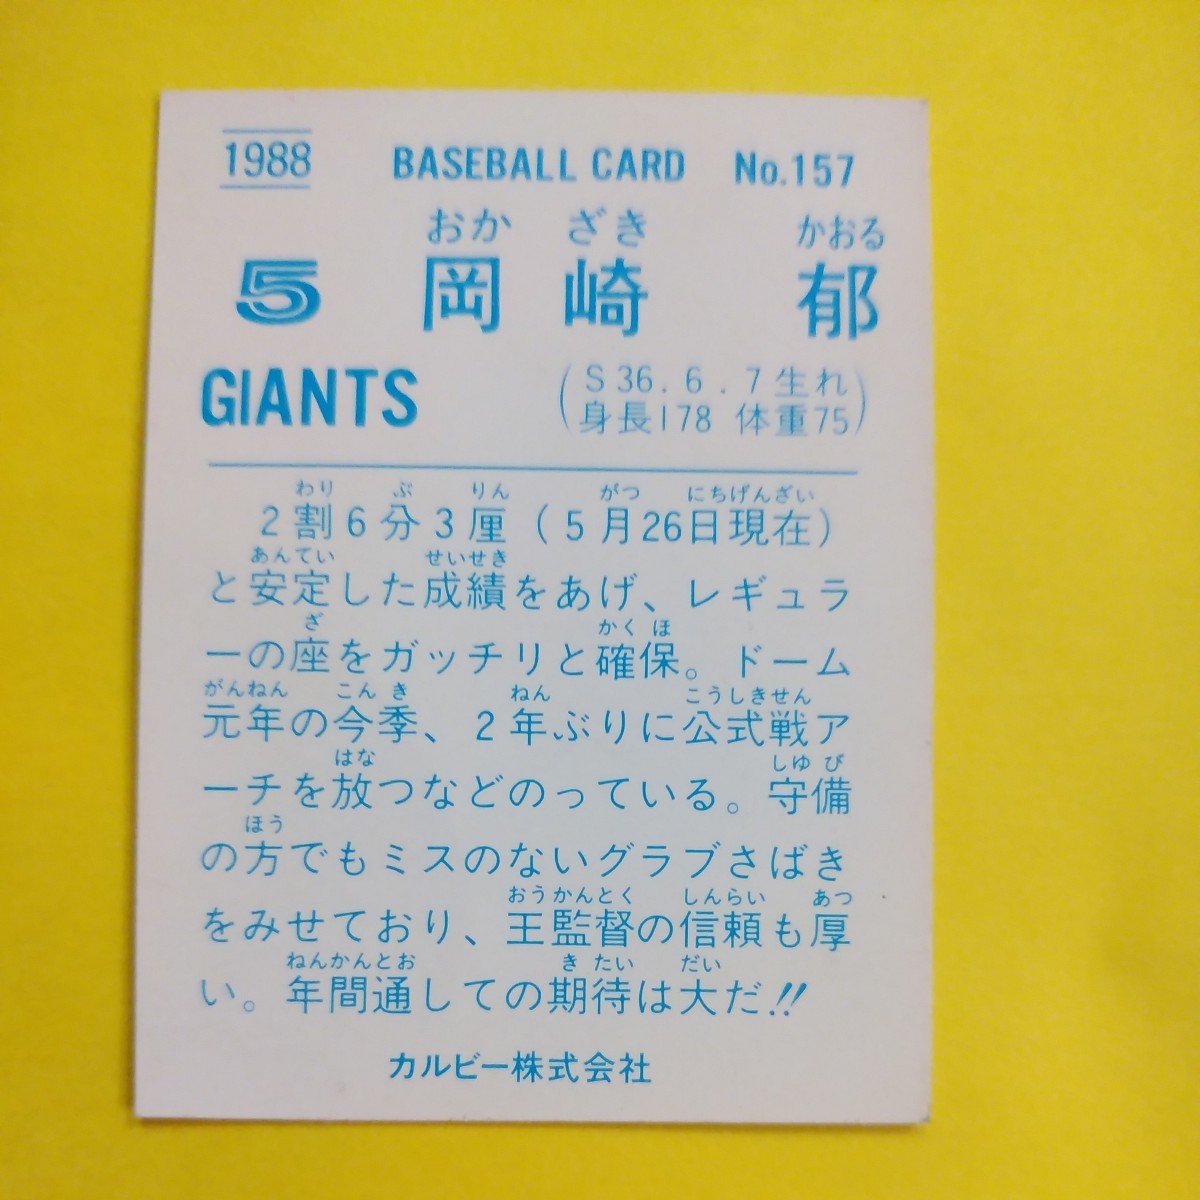 1988 BASEBALL CARD No.157
おか ざき かおる
5 岡崎 郁
GIANTS
(S36.6.7生れ
身長178 体重75)
わり ぶ りん がつ にちげんざい
2割6分3厘(5月26日現在)
あんてい せいせき
と安定した成績をあげ、レギュラ
ざ かくほ
ーの座をガッチリと確保。ドーム
がんねん こんき ねん こうしきせん
元年の今季、2年ぶりに公式戦ア
はな しゆび
ーチを放つなどのっている。守備
ほう
の方でもミスのないグラブさばき
おうかんとく しんらい あつ
をみせており、王監督の信頼も厚
ねんかんとお きたい だい
い。年間通しての期待は大だ!!
カルビー株式会社